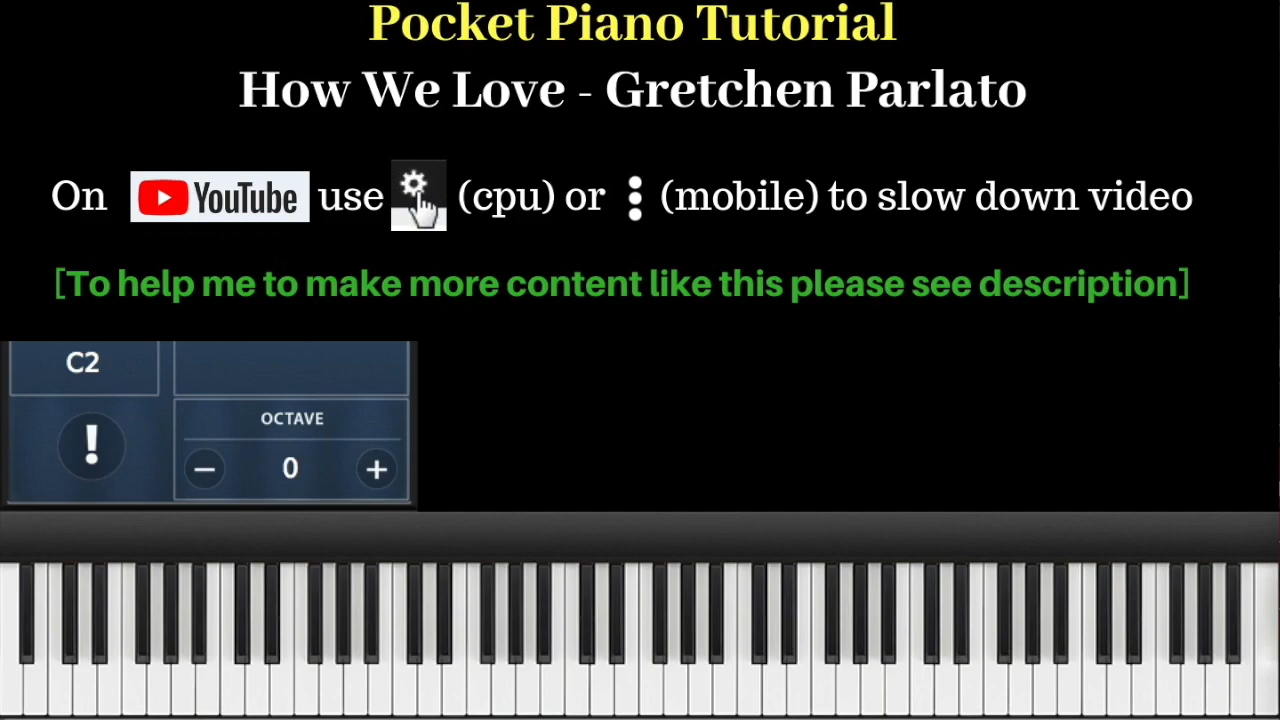 Pocket Piano Tutorial
How We Love - Gretchen Parlato
On YouTube use (cpu) or (mobile) to slow down video
[To help me to make more content like this please see description]
C2
!
OCTAVE
− 0 +